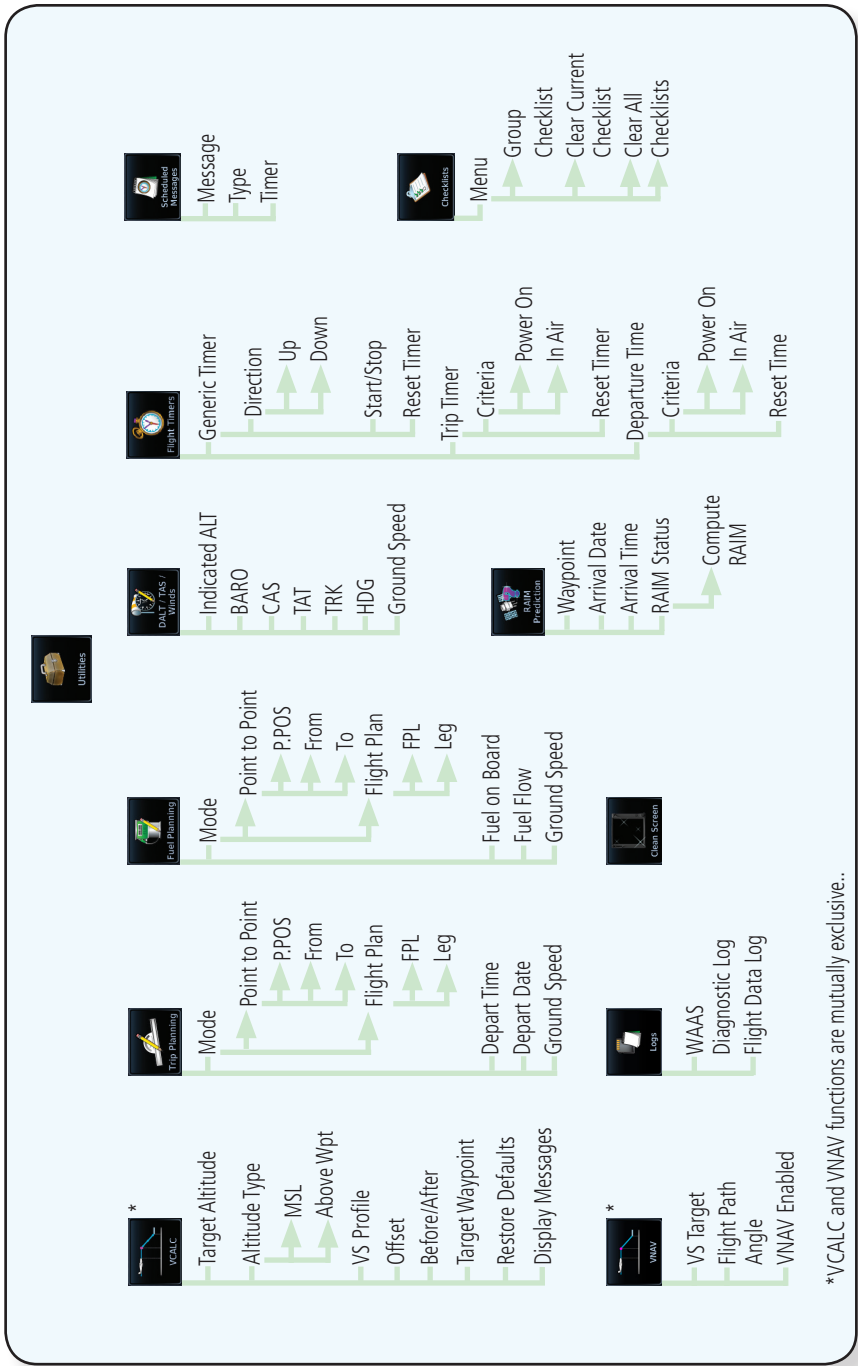 Utilities
*
VCALC
Target Altitude
Altitude Type
MSL
Above Wpt
VS Profile
Offset
Before/After
Target Waypoint
Restore Defaults
Display Messages
Trip Planning
Mode
Point to Point
P.POS
From
To
Flight Plan
FPL
Leg
Depart Time
Depart Date
Ground Speed
Fuel Planning
Mode
Point to Point
P.POS
From
To
Flight Plan
FPL
Leg
Fuel on Board
Fuel Flow
Ground Speed
DALT / TAS /
Winds
Indicated ALT
BARO
CAS
TAT
TRK
HDG
Ground Speed
Flight Timers
Generic Timer
Direction
Up
Down
Start/Stop
Reset Timer
Trip Timer
Criteria
Power On
In Air
Reset Timer
Departure Time
Criteria
Power On
In Air
Reset Time
Scheduled
Messages
Message
Type
Timer
*
VNAV
VS Target
Flight Path
Angle
VNAV Enabled
Logs
WAAS
Diagnostic Log
Flight Data Log
Clean Screen
RAIM
Prediction
Waypoint
Arrival Date
Arrival Time
RAIM Status
Compute
RAIM
Checklists
Menu
Group
Checklist
Clear Current
Checklist
Clear All
Checklists
*VCALC and VNAV functions are mutually exclusive..